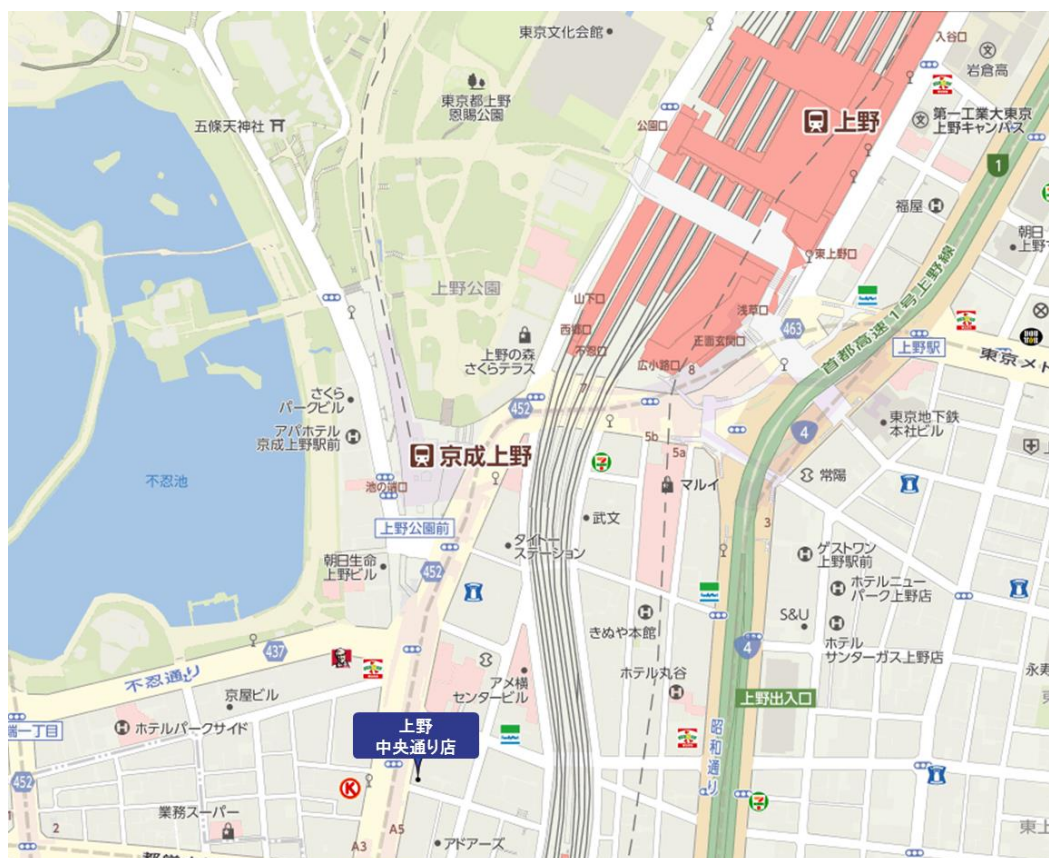 東京文化会館
入谷口
岩倉高
東京都上野
恩賜公園
五條天神社
公園口
上野
第一工業大東京
上野キャンパス
1
福屋
朝日
上野
東上野口
上野公園
山下口
浅草口
首都高速1号上野線
西郷口
不忍口
正面玄関口
463
上野駅
東京メト
上野の森
さくらテラス
広小路口
8
7
452
さくら
パークビル
アパホテル
京成上野駅前
京成上野
5b
5a
4
東京地下鉄
本社ビル
不忍池
池の端口
マルイ
常陽
上野公園前
武文
3
タイトー
ステーション
朝日生命
上野ビル
452
ゲストワン
上野駅前
FamilyMart
ホテルニュー
パーク上野店
S&U
きぬや本館
4
ホテル
サンターガス上野店
437
不忍通り
アメ横
センタービル
ホテル丸谷
永寿
京屋ビル
上野出入口
端一丁目
ホテルパークサイド
上野
中央通り店
昭和通り
452
K
業務スーパー
2
A5
A3
アドアーズ
東上